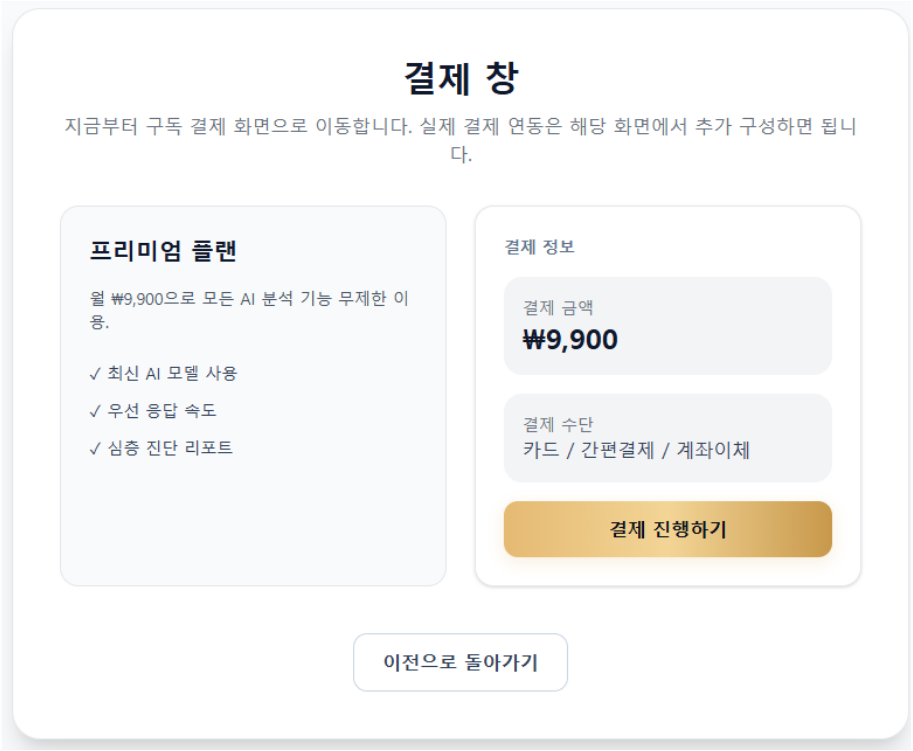 결제 창
지금부터 구독 결제 화면으로 이동합니다. 실제 결제 연동은 해당 화면에서 추가 구성하면 됩니
다.
프리미엄 플랜
월 ₩9,900으로 모든 AI 분석 기능 무제한 이
용.
✓ 최신 AI 모델 사용
✓ 우선 응답 속도
✓ 심층 진단 리포트
결제 정보
결제 금액
₩9,900
결제 수단
카드 / 간편결제 / 계좌이체
결제 진행하기
이전으로 돌아가기